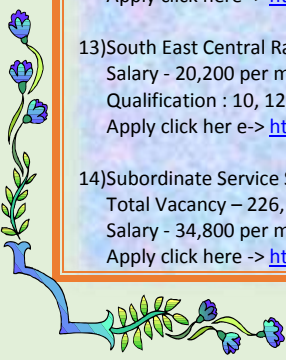 Apply click here ->
13)South East Central
Salary - 20,200 per
Qualification : 10, 12
Apply click her e->
14)Subordinate Service
Total Vacancy – 226,
Salary - 34,800 per
Apply click here ->